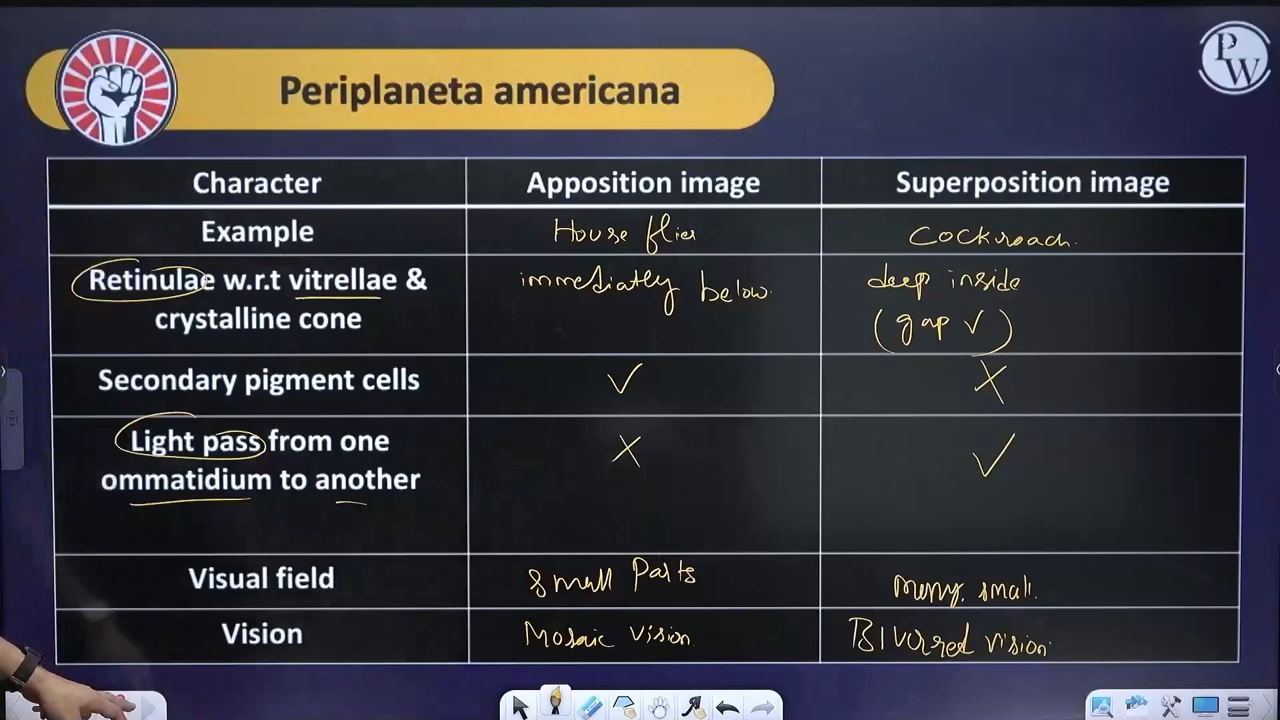 Periplaneta americana
PW
Character Apposition image Superposition image
Example House flies Cockroach.
Retinulae w.r.t vitrellae & immediatly below. deep inside
crystalline cone (gap ✓)
Secondary pigment cells ✓ X
Light pass from one X ✓
ommatidium to another
Visual field small Parts many. small.
Vision Mosaic vision Blurred vision